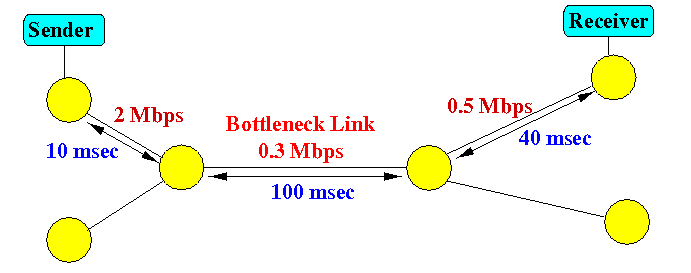 Sender
Receiver
2 Mbps
0.5 Mbps
Bottleneck Link
0.3 Mbps
10 msec
40 msec
100 msec